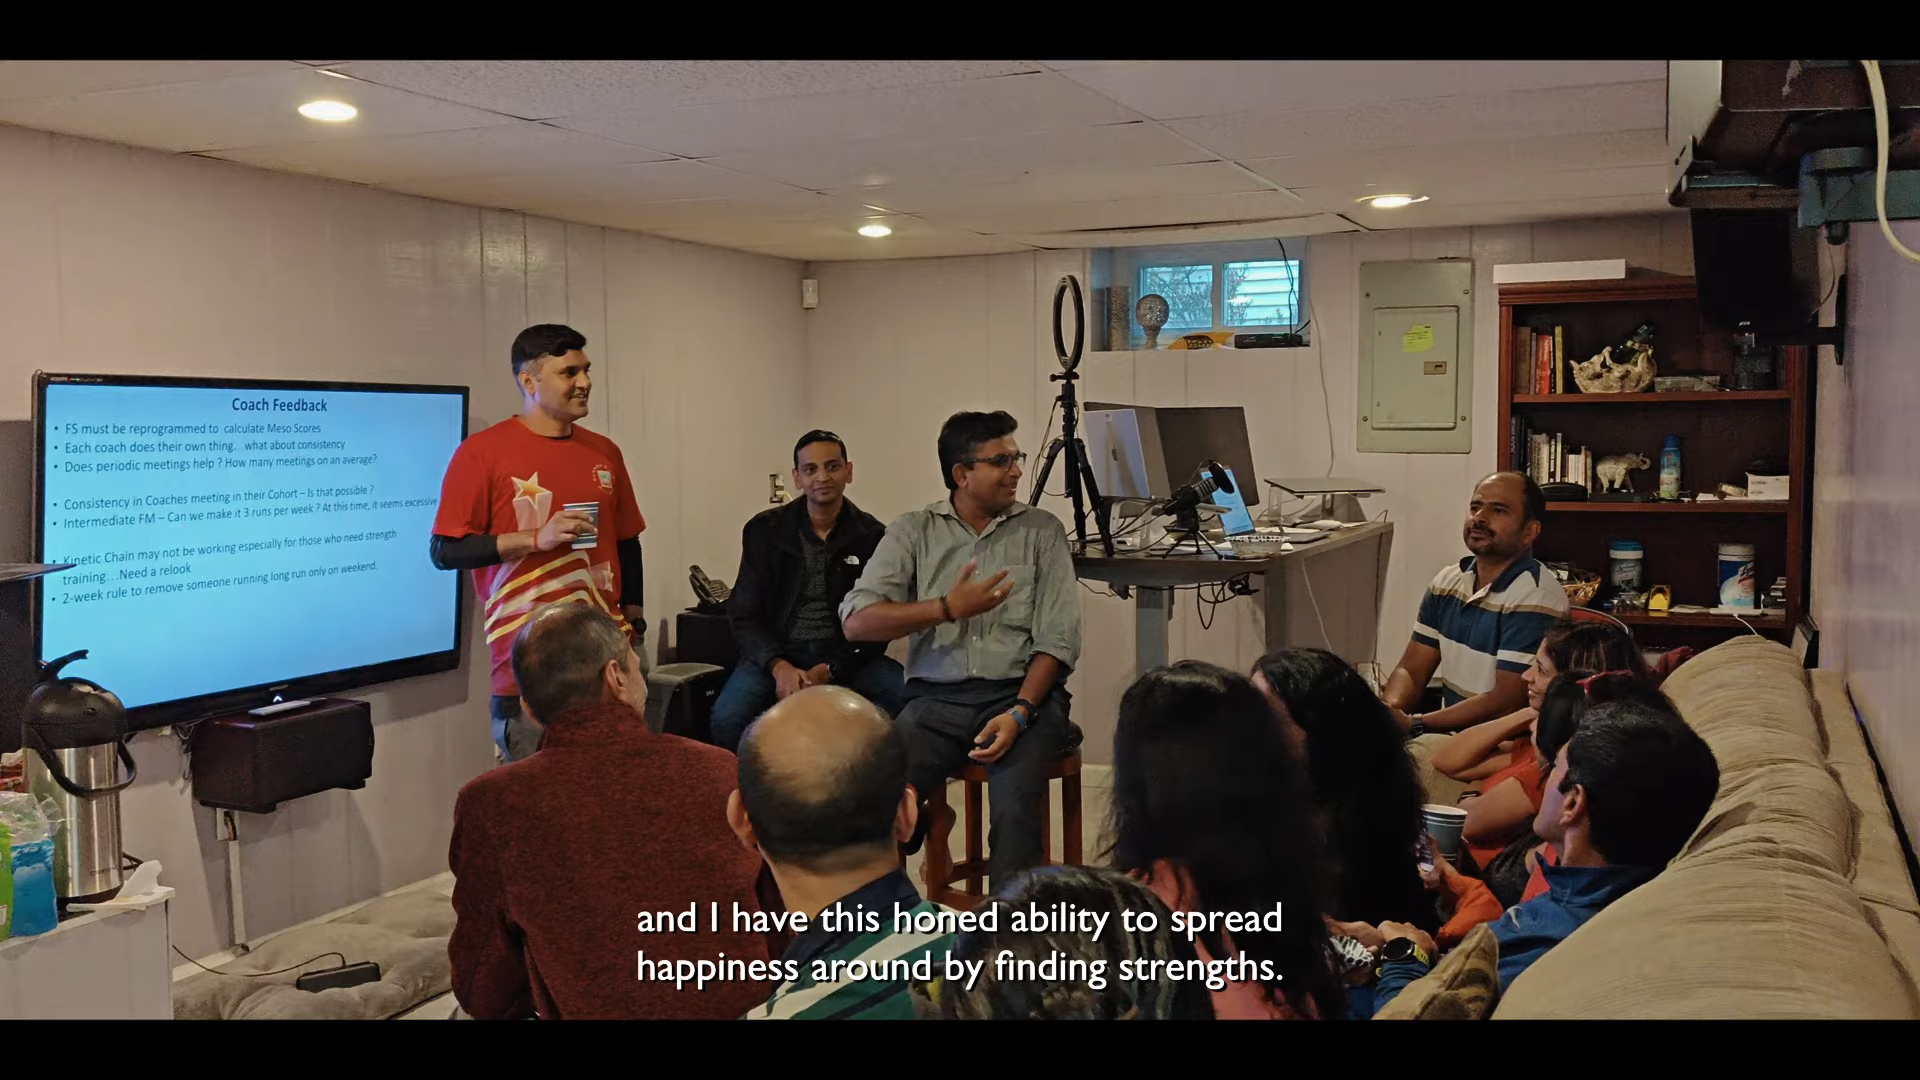 Coach Feedback
• FS must be reprogrammed to calculate Meso Scores
• Each coach does their own thing...what about consistency
• Does periodic meetings help ? How many meetings on an average?
• Consistency in Coaches meeting in their Cohort – Is that possible ?
• Intermediate FM – Can we make it 3 runs per week ? At this time, it seems excessive
• Kinetic Chain may not be working especially for those who need strength
training...Need a relook
• 2-week rule to remove someone running long run only on weekend.
and I have this honed ability to spread
happiness around by finding strengths.